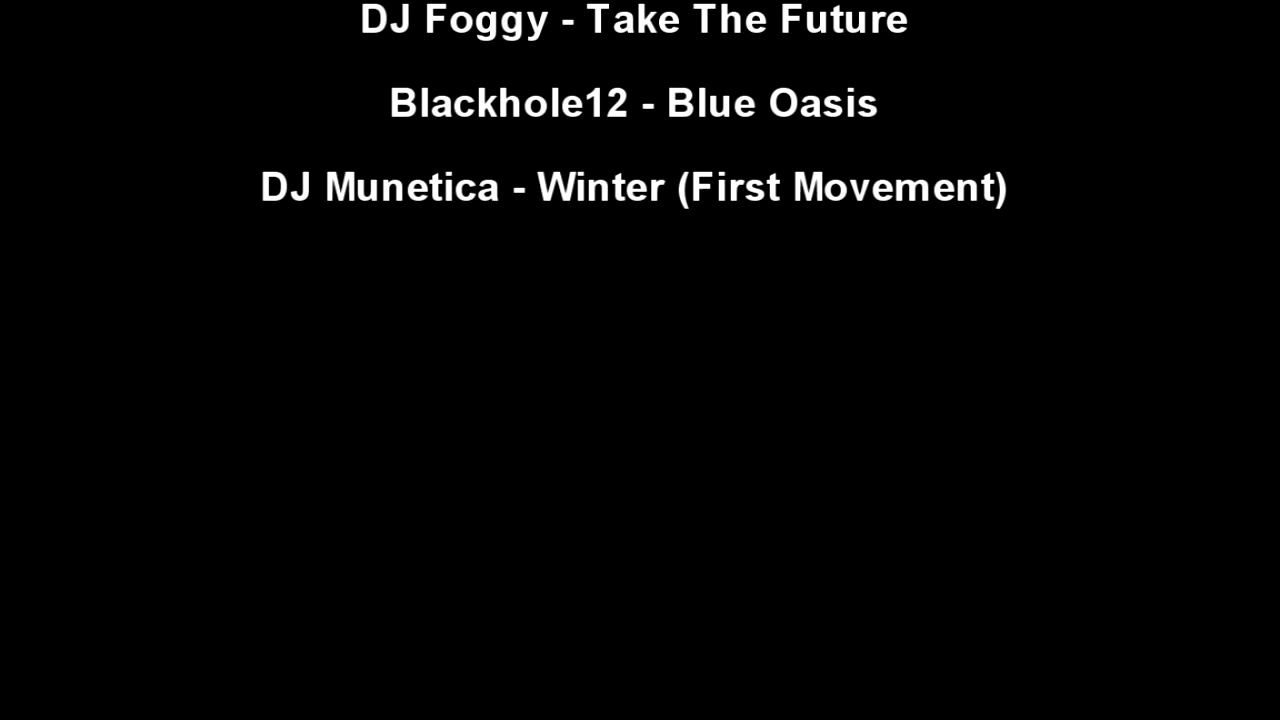 DJ Foggy - Take The Future
Blackhole12 - Blue Oasis
DJ Munetica - Winter (First Movement)